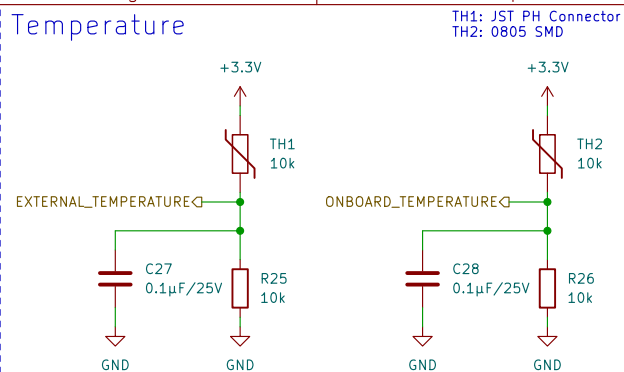 Temperature
TH1: JST PH Connector
TH2: 0805 SMD
+3.3V
+3.3V
TH1
10k
TH2
10k
EXTERNAL_TEMPERATURE
ONBOARD_TEMPERATURE
C27
0.1µF/25V
R25
10k
C28
0.1µF/25V
R26
10k
GND
GND
GND
GND